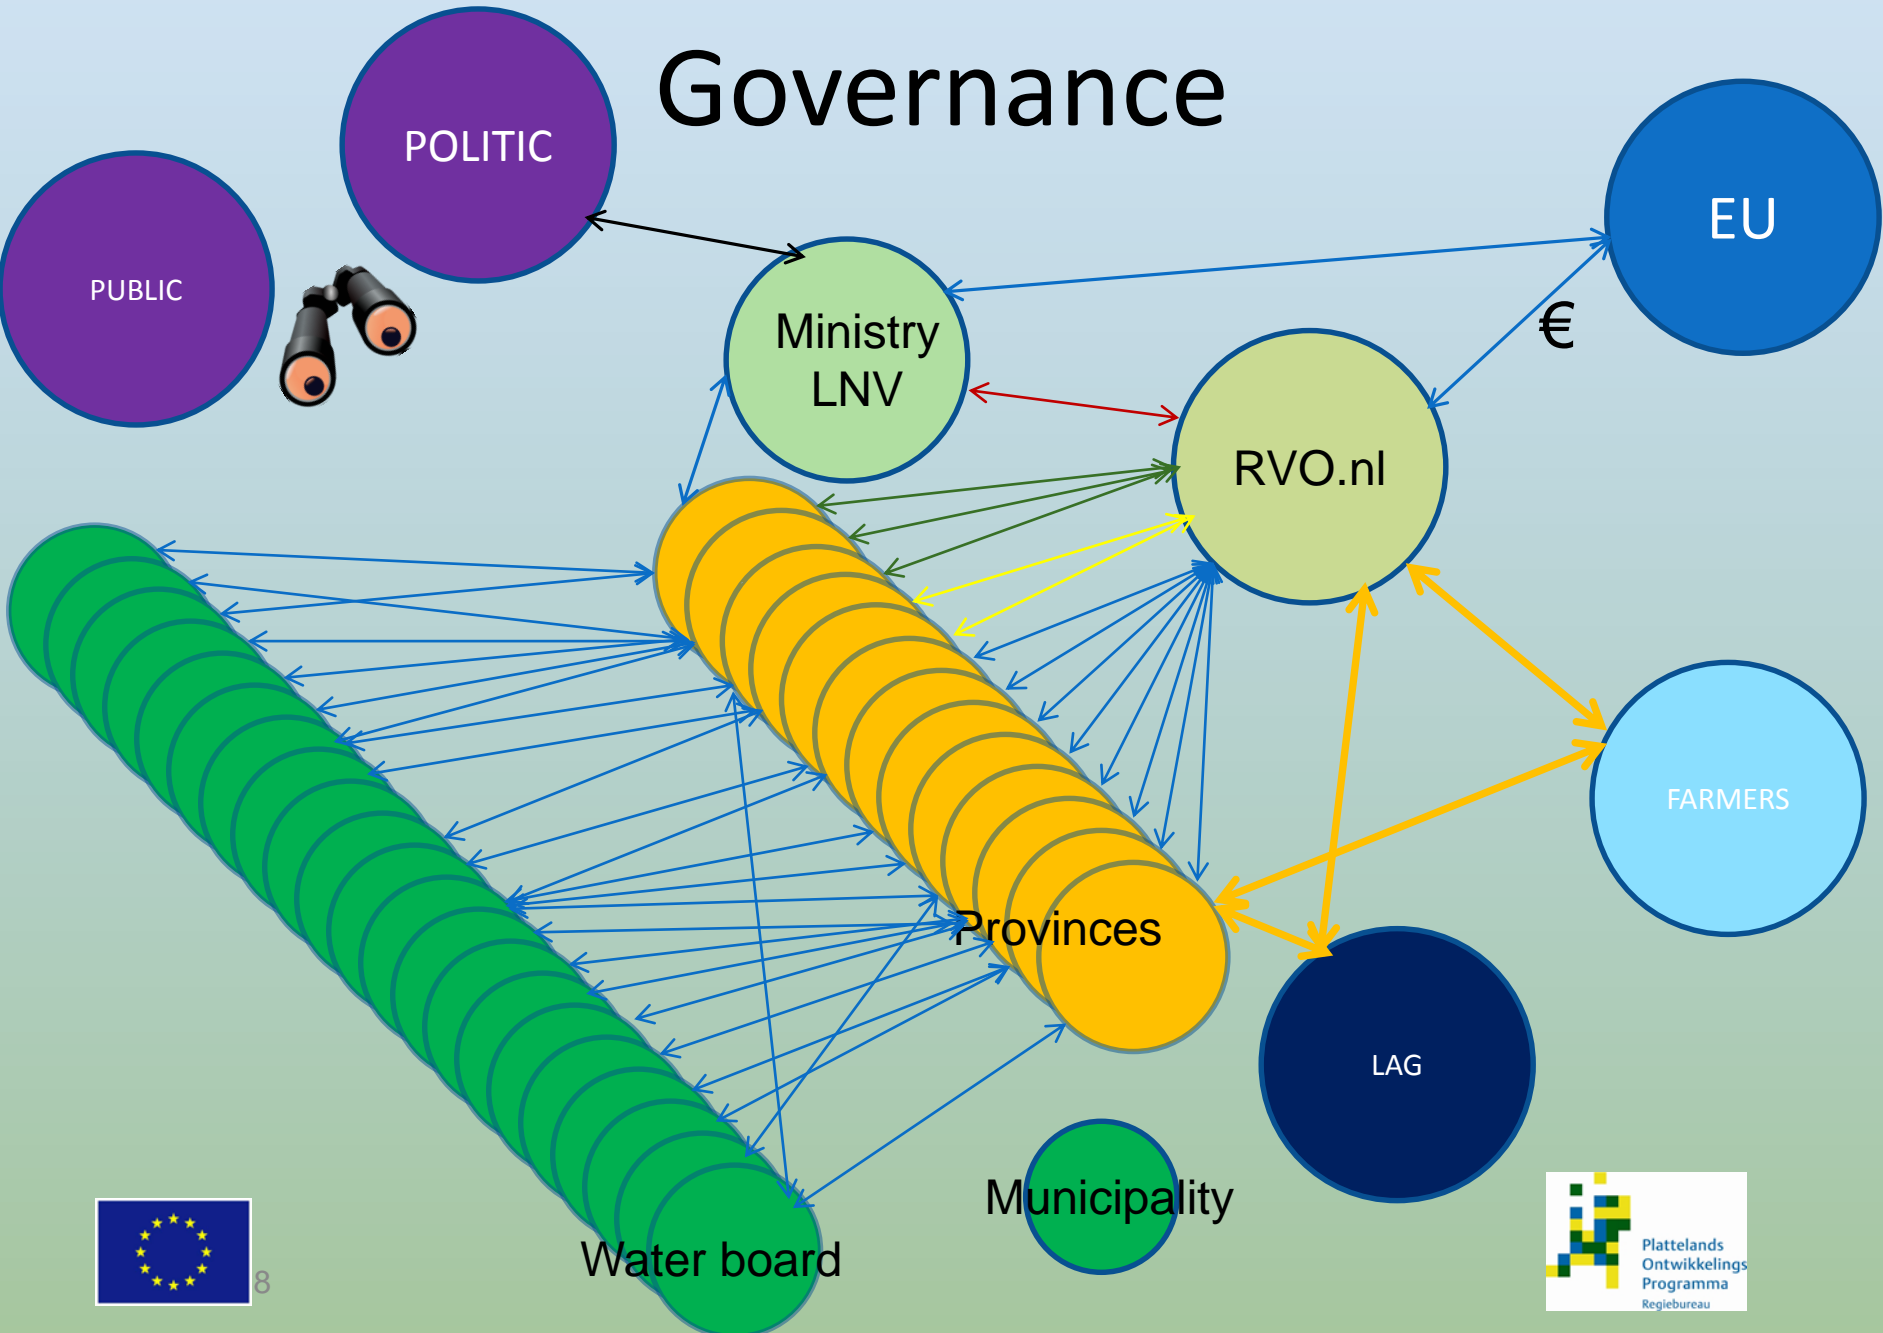 Governance
POLITIC
PUBLIC
EU
Ministry
LNV
€
RVO.nl
FARMERS
Provinces
LAG
Municipality
Water board
8
Plattelands
Ontwikkelings
Programma
Regiebureau